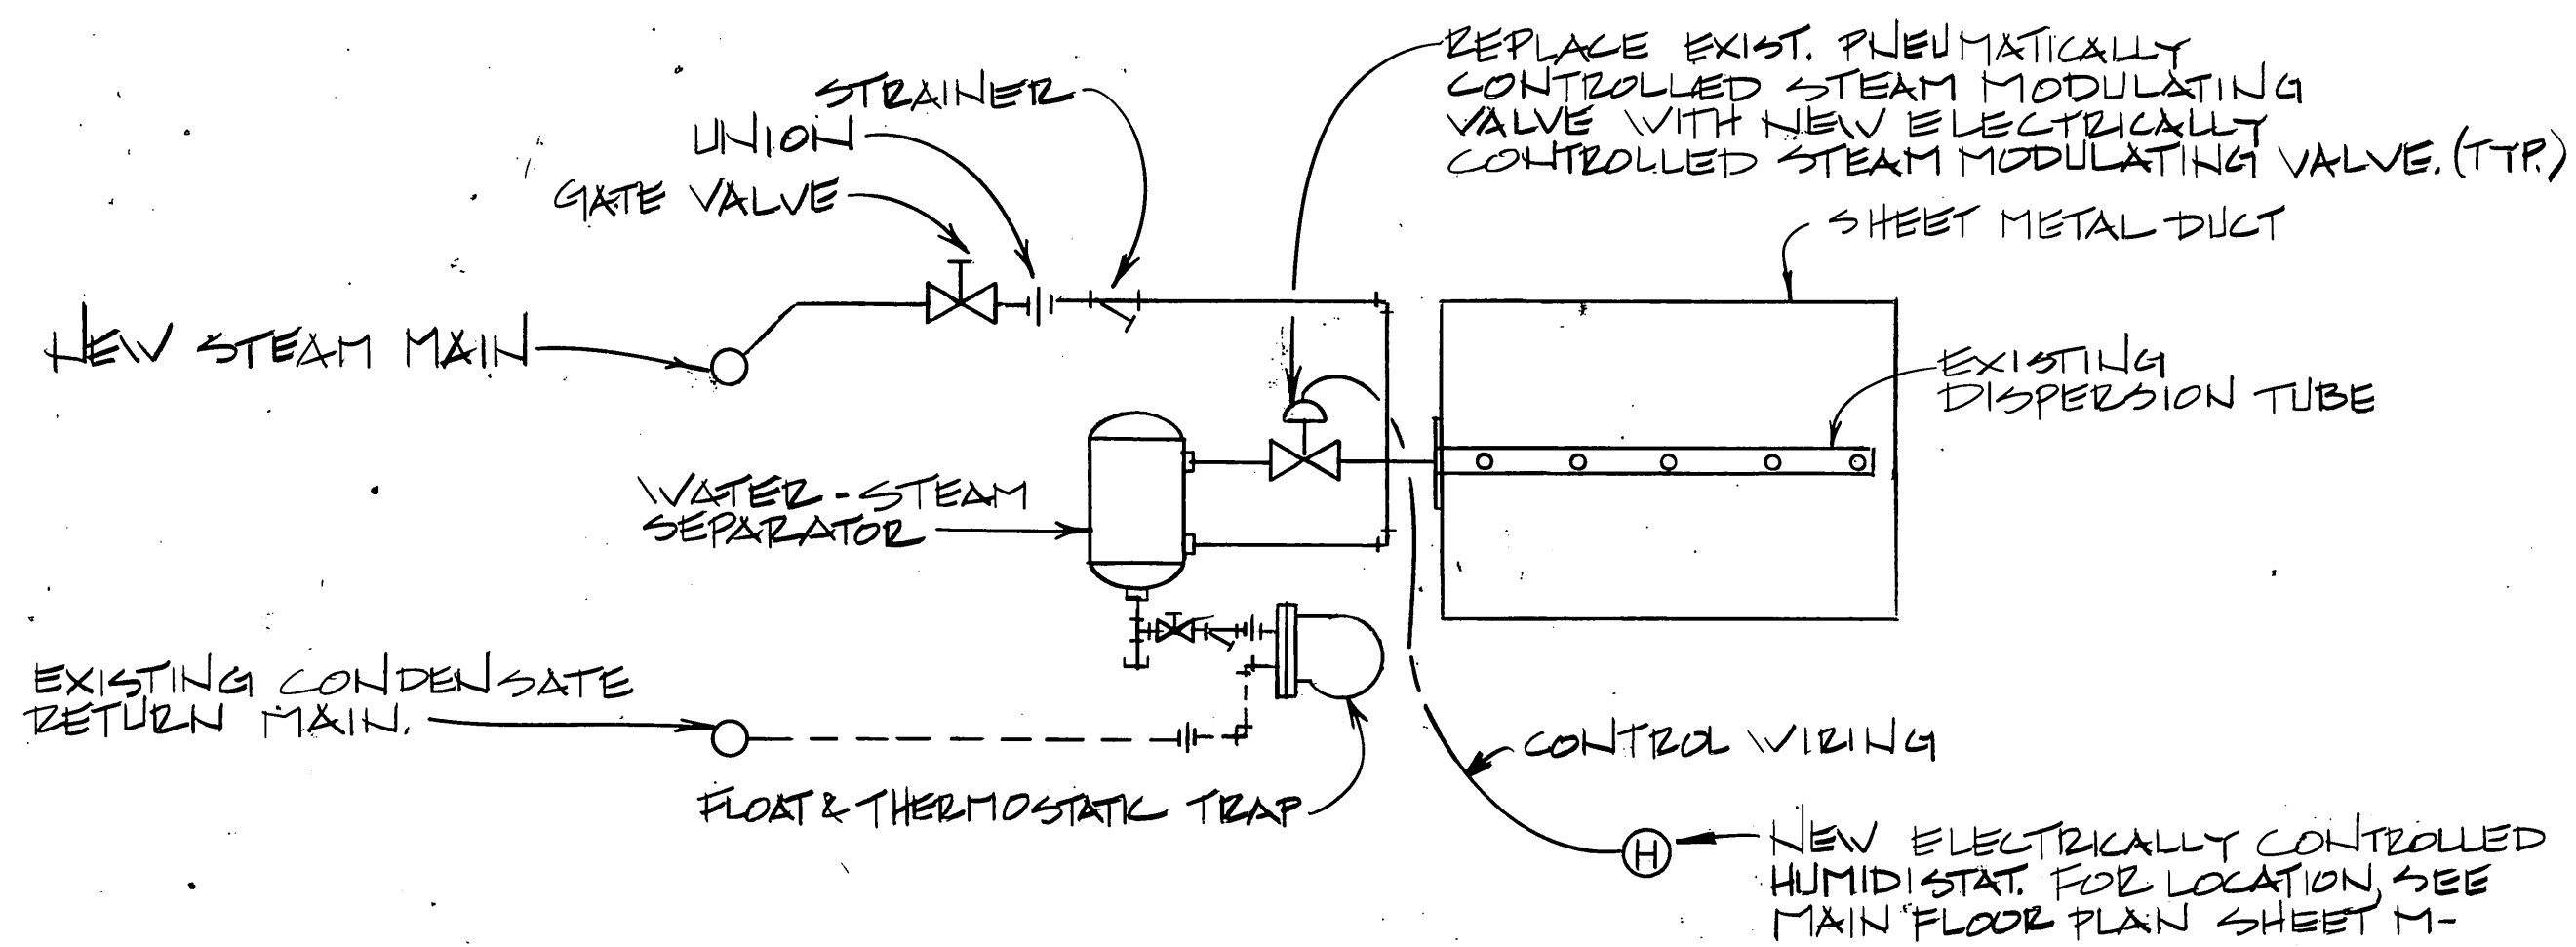 REPLACE EXIST. PNEUMATICALLY
CONTROLLED STEAM MODULATING
VALVE WITH NEW ELECTRICALLY
CONTROLLED STEAM MODULATING VALVE. (TYP.)
STRAINER
UNION
GATE VALVE
SHEET METAL DUCT
NEW STEAM MAIN
EXISTING
DISPERSION TUBE
WATER-STEAM
SEPARATOR
EXISTING CONDENSATE
RETURN MAIN.
CONTROL WIRING
FLOAT & THERMOSTATIC TRAP
H
NEW ELECTRICALLY CONTROLLED
HUMIDISTAT. FOR LOCATION, SEE
MAIN FLOOR PLAN SHEET M-